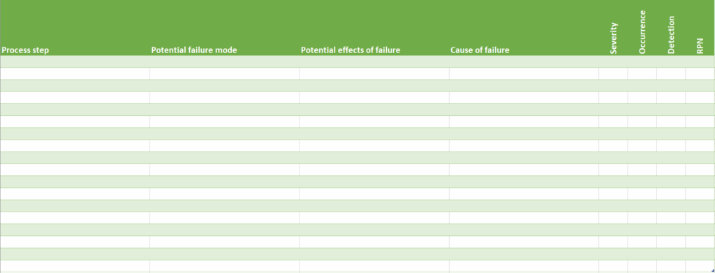 Process step
Potential failure mode
Potential effects of failure
Cause of failure
Severity
Occurrence
Detection
RPN